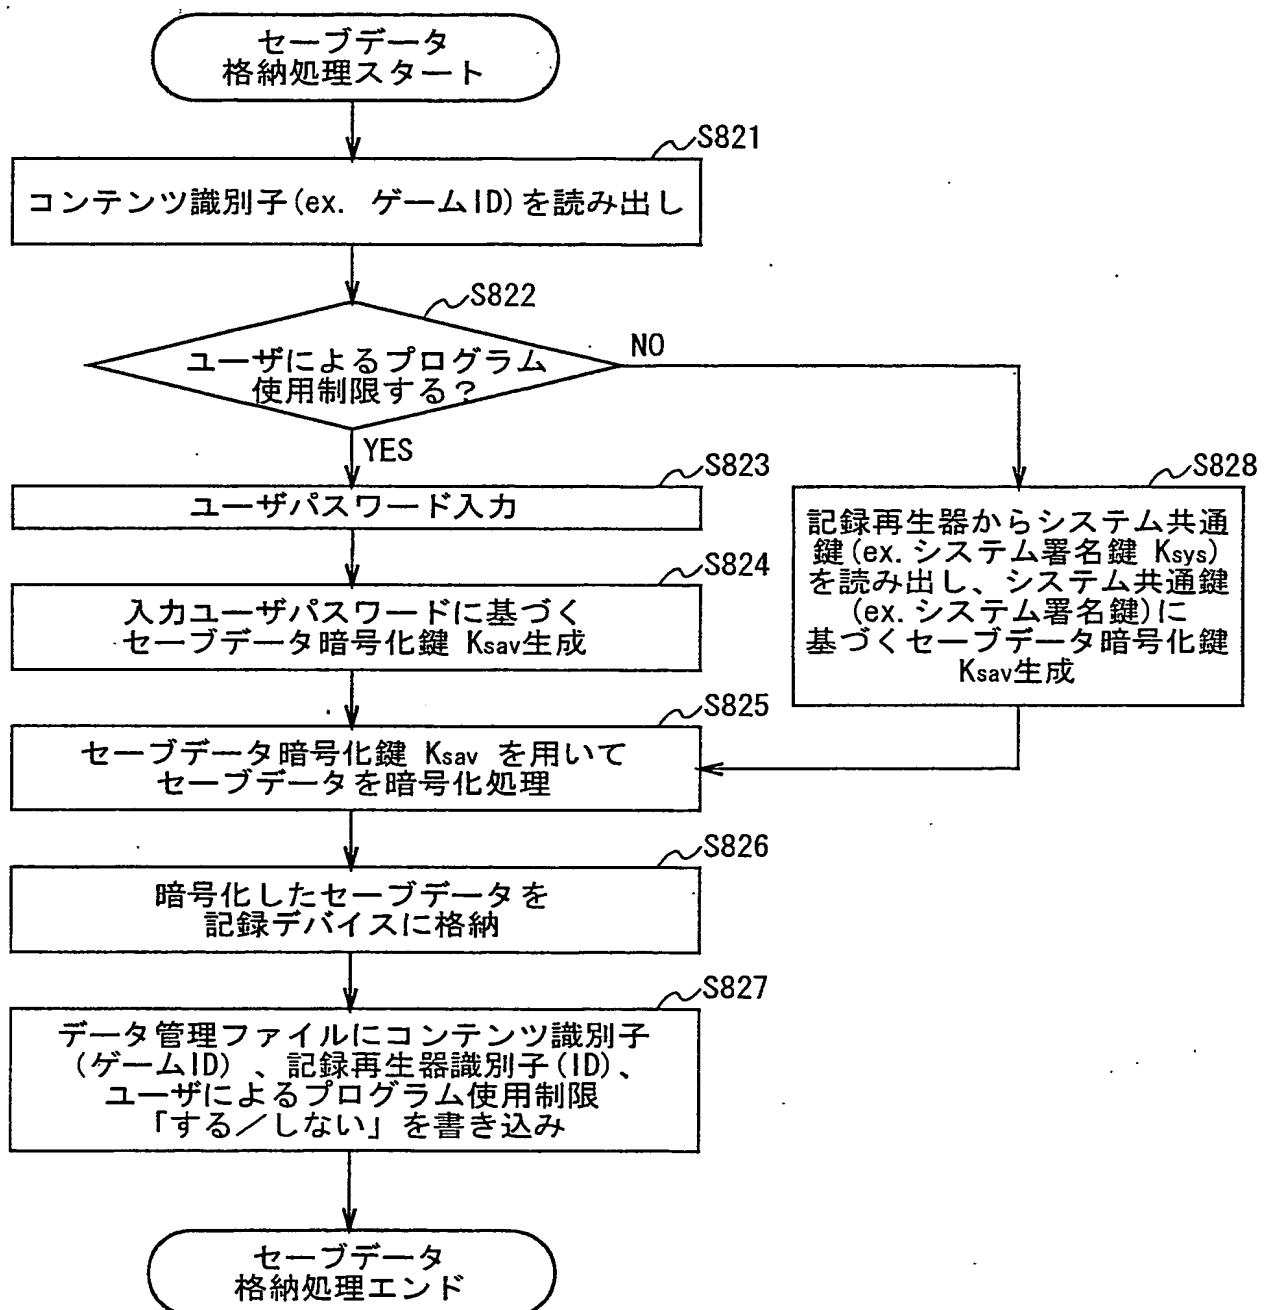 セーブデータ
格納処理スタート
S821
コンテンツ識別子(ex. ゲームID)を読み出し
S822
ユーザによるプログラム
使用制限する?
NO
YES
S823
ユーザパスワード入力
S824
入力ユーザパスワードに基づく
セーブデータ暗号化鍵 Ksav生成
S828
記録再生器からシステム共通
鍵(ex.システム署名鍵 Ksys)
を読み出し、システム共通鍵
(ex.システム署名鍵)に
基づくセーブデータ暗号化鍵
Ksav生成
S825
セーブデータ暗号化鍵 Ksav を用いて
セーブデータを暗号化処理
S826
暗号化したセーブデータを
記録デバイスに格納
S827
データ管理ファイルにコンテンツ識別子
(ゲームID) 、記録再生器識別子(ID)、
ユーザによるプログラム使用制限
「する/しない」を書き込み
セーブデータ
格納処理エンド